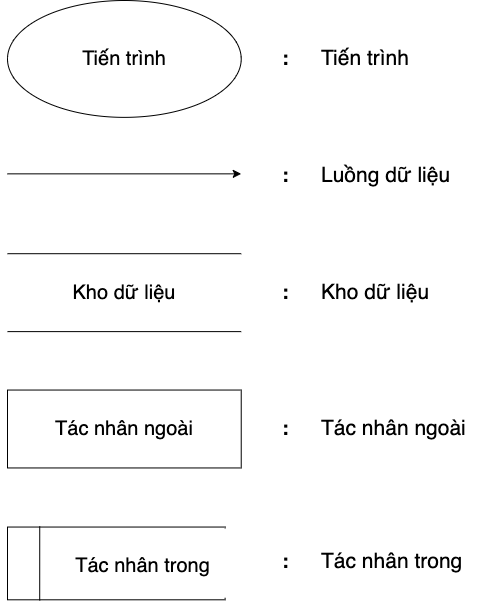 Tiến trình : Tiến trình
: Luồng dữ liệu
Kho dữ liệu : Kho dữ liệu
Tác nhân ngoài : Tác nhân ngoài
Tác nhân trong : Tác nhân trong